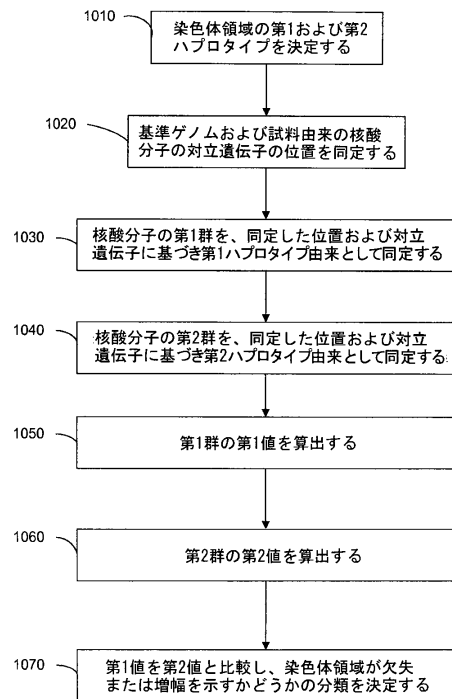 1010
染色体領域の第1および第2
ハプロタイプを決定する
1020
基準ゲノムおよび試料由来の核酸
分子の対立遺伝子の位置を同定する
1030
核酸分子の第1群を、同定した位置および対立
遺伝子に基づき第1ハプロタイプ由来として同定する
1040
核酸分子の第2群を、同定した位置および対立
遺伝子に基づき第2ハプロタイプ由来として同定する
1050
第1群の第1値を算出する
1060
第2群の第2値を算出する
1070
第1値を第2値と比較し、染色体領域が欠失
または増幅を示すかどうかの分類を決定する